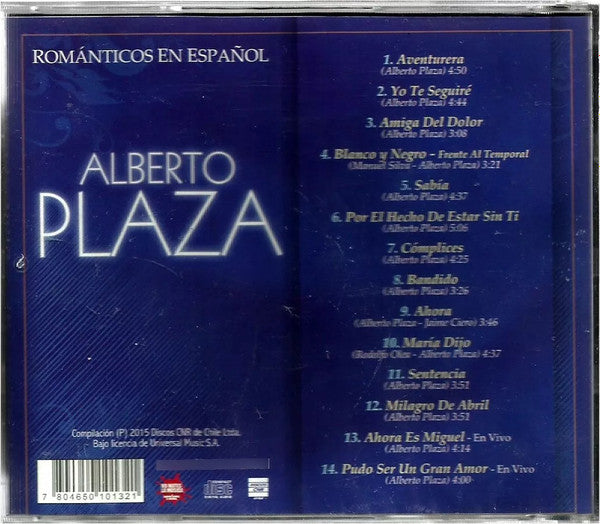 ROMÁNTICOS EN ESPAÑOL
ALBERTO
PLAZA
1. Aventurera
(Alberto Plaza) 4:50
2. Yo Te Seguiré
(Alberto Plaza) 4:44
3. Amiga Del Dolor
(Alberto Plaza) 3:08
4. Blanco y Negro - Frente Al Temporal
(Manuel Silva - Alberto Plaza) 3:21
5. Sabia
(Alberto Plaza) 4:37
6. Por El Hecho De Estar Sin Ti
(Alberto Plaza) 5:06
7. Cómplices
(Alberto Plaza) 4:25
8. Bandido
(Alberto Plaza) 3:26
9. Ahora
(Alberto Plaza - Jaime Ciero) 3:46
10. María Dijo
(Rodolfo - Alberto Plaza) 4:37
11. Sentencia
(Alberto Plaza) 3:51
12. Milagro De Abril
(Alberto Plaza) 3:51
13. Ahora Es Miguel - En Vivo
(Alberto Plaza) 4:14
14. Pudo Ser Un Gran Amor - En Vivo
(Alberto Plaza) 4:00
Compilación (P) 2015 Discos CNR de Chile Ltda.
Bajo licencia de Universal Music S.A.
7 804650 101321
COMPACT
disc
DIGITAL AUDIO